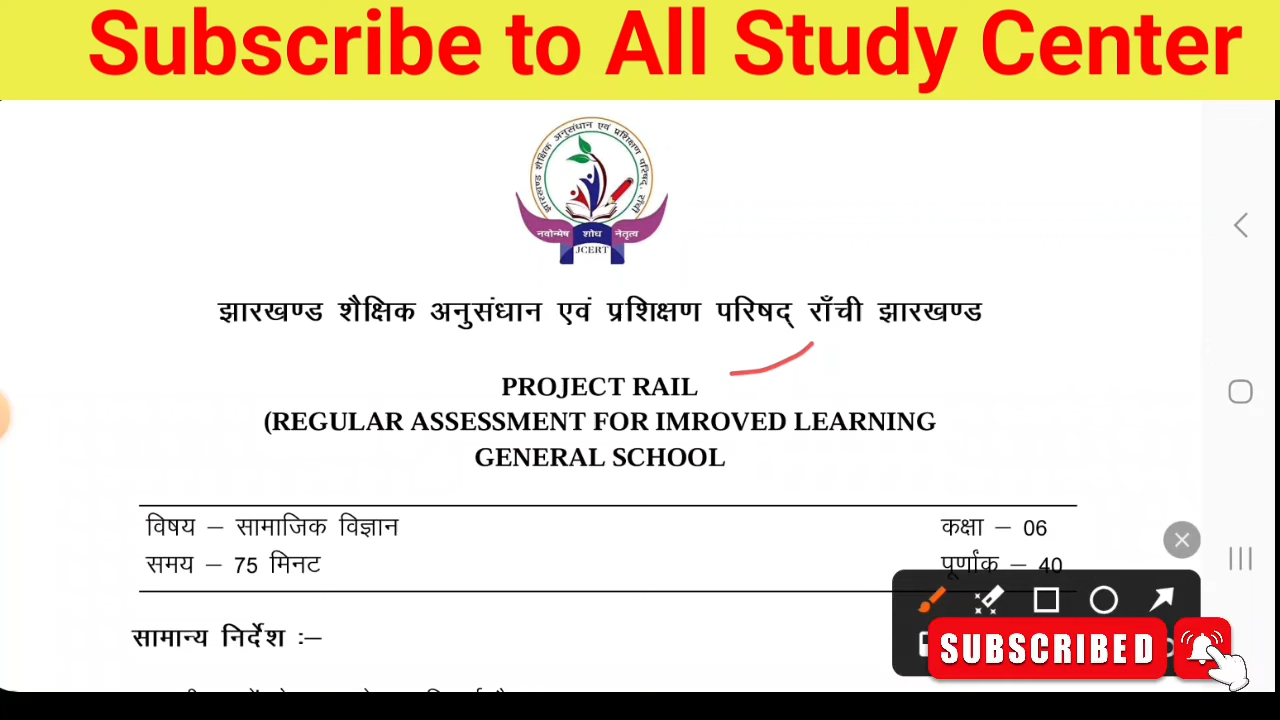 Subscribe to All Study Center
झारखण्ड शैक्षिक अनुसंधान एवं प्रशिक्षण परिषद, राँची
नवोन्मेष शोध नेतृत्व
JCERT
झारखण्ड शैक्षिक अनुसंधान एवं प्रशिक्षण परिषद् राँची झारखण्ड
PROJECT RAIL
(REGULAR ASSESSMENT FOR IMROVED LEARNING
GENERAL SCHOOL
विषय – सामाजिक विज्ञान कक्षा – 06
समय – 75 मिनट पूर्णांक – 40
सामान्य निर्देश :–
SUBSCRIBED